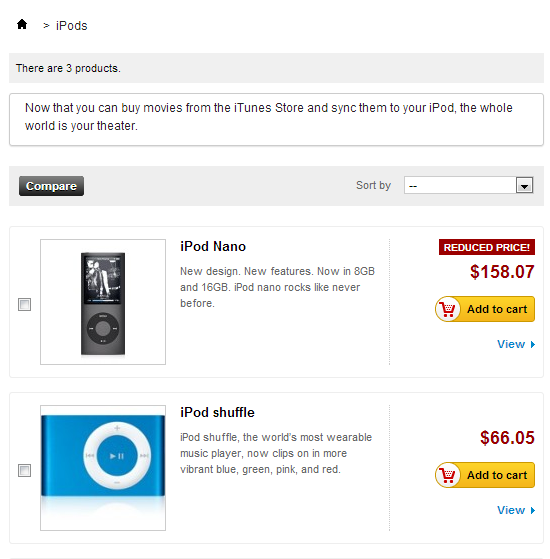 > iPods
There are 3 products.
Now that you can buy movies from the iTunes Store and sync them to your iPod, the whole
world is your theater.
Compare
Sort by
--
iPod Nano
New design. New features. Now in 8GB
and 16GB. iPod nano rocks like never
before.
REDUCED PRICE!
$158.07
Add to cart
View
iPod shuffle
iPod shuffle, the world's most wearable
music player, now clips on in more
vibrant blue, green, pink, and red.
$66.05
Add to cart
View